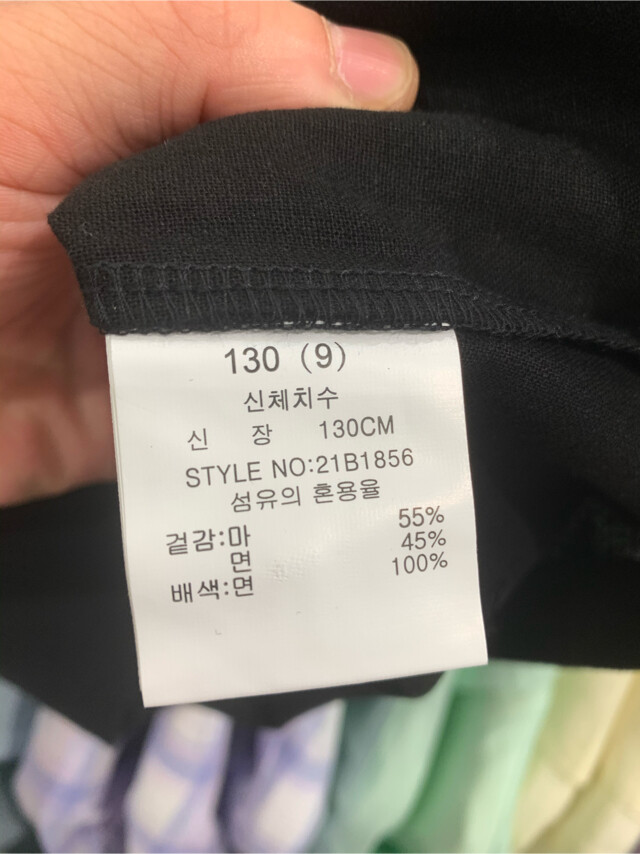 130 (9)
신체치수
신 장 130CM
STYLE NO:21B1856
섬유의 혼용율
겉감:마 55%
면 45%
배색:면 100%